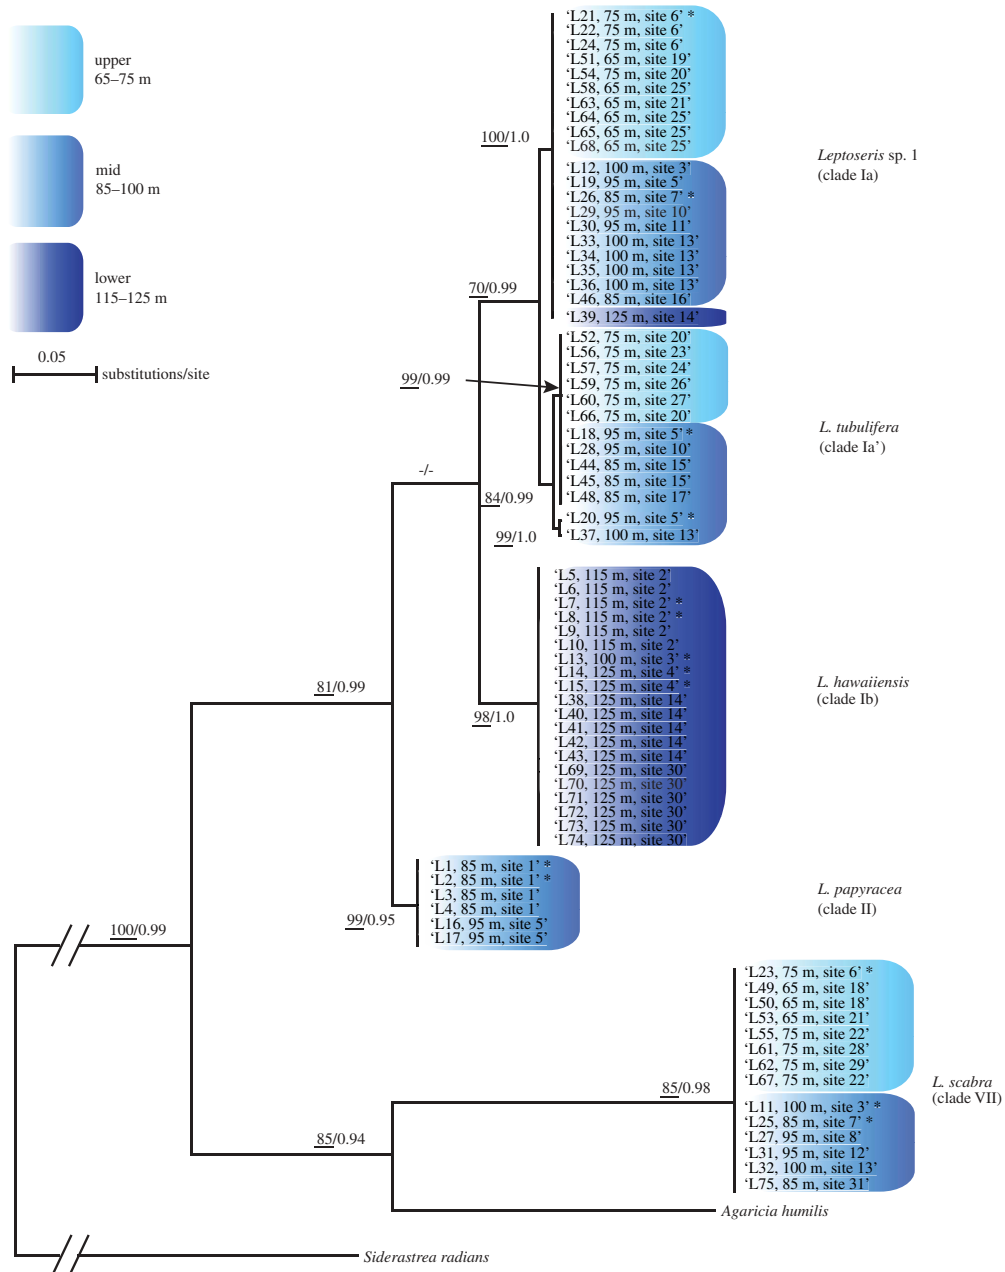 upper
65–75 m
mid
85–100 m
lower
115–125 m
0.05
substitutions/site
‘L21, 75 m, site 6’ *
‘L22, 75 m, site 6’
‘L24, 75 m, site 6’
‘L51, 65 m, site 19’
‘L54, 75 m, site 20’
‘L58, 65 m, site 25’
‘L63, 65 m, site 21’
‘L64, 65 m, site 25’
‘L65, 65 m, site 25’
‘L68, 65 m, site 25’
100/1.0
Leptoseris sp. 1
(clade Ia)
‘L12, 100 m, site 3’
‘L19, 95 m, site 5’
‘L26, 85 m, site 7’ *
‘L29, 95 m, site 10’
‘L30, 95 m, site 11’
‘L33, 100 m, site 13’
‘L34, 100 m, site 13’
‘L35, 100 m, site 13’
‘L36, 100 m, site 13’
‘L46, 85 m, site 16’
‘L39, 125 m, site 14’
70/0.99
‘L52, 75 m, site 20’
‘L56, 75 m, site 23’
‘L57, 75 m, site 24’
‘L59, 75 m, site 26’
‘L60, 75 m, site 27’
‘L66, 75 m, site 20’
99/0.99
L. tubulifera
(clade Ia’)
‘L18, 95 m, site 5’ *
‘L28, 95 m, site 10’
‘L44, 85 m, site 15’
‘L45, 85 m, site 15’
‘L48, 85 m, site 17’
‘L20, 95 m, site 5’ *
‘L37, 100 m, site 13’
-/-
84/0.99
99/1.0
‘L5, 115 m, site 2’
‘L6, 115 m, site 2’
‘L7, 115 m, site 2’ *
‘L8, 115 m, site 2’ *
‘L9, 115 m, site 2’
‘L10, 115 m, site 2’
‘L13, 100 m, site 3’ *
‘L14, 125 m, site 4’ *
‘L15, 125 m, site 4’ *
‘L38, 125 m, site 14’
‘L40, 125 m, site 14’
‘L41, 125 m, site 14’
‘L42, 125 m, site 14’
‘L43, 125 m, site 14’
‘L69, 125 m, site 30’
‘L70, 125 m, site 30’
‘L71, 125 m, site 30’
‘L72, 125 m, site 30’
‘L73, 125 m, site 30’
‘L74, 125 m, site 30’
L. hawaiiensis
(clade Ib)
81/0.99
98/1.0
‘L1, 85 m, site 1’ *
‘L2, 85 m, site 1’ *
‘L3, 85 m, site 1’
‘L4, 85 m, site 1’
‘L16, 95 m, site 5’
‘L17, 95 m, site 5’
L. papyracea
(clade II)
99/0.95
100/0.99
‘L23, 75 m, site 6’ *
‘L49, 65 m, site 18’
‘L50, 65 m, site 18’
‘L53, 65 m, site 21’
‘L55, 75 m, site 22’
‘L61, 75 m, site 28’
‘L62, 75 m, site 29’
‘L67, 75 m, site 22’
85/0.98
L. scabra
(clade VII)
‘L11, 100 m, site 3’ *
‘L25, 85 m, site 7’ *
‘L27, 95 m, site 8’
‘L31, 95 m, site 12’
‘L32, 100 m, site 13’
‘L75, 85 m, site 31’
85/0.94
Agaricia humilis
Siderastrea radians